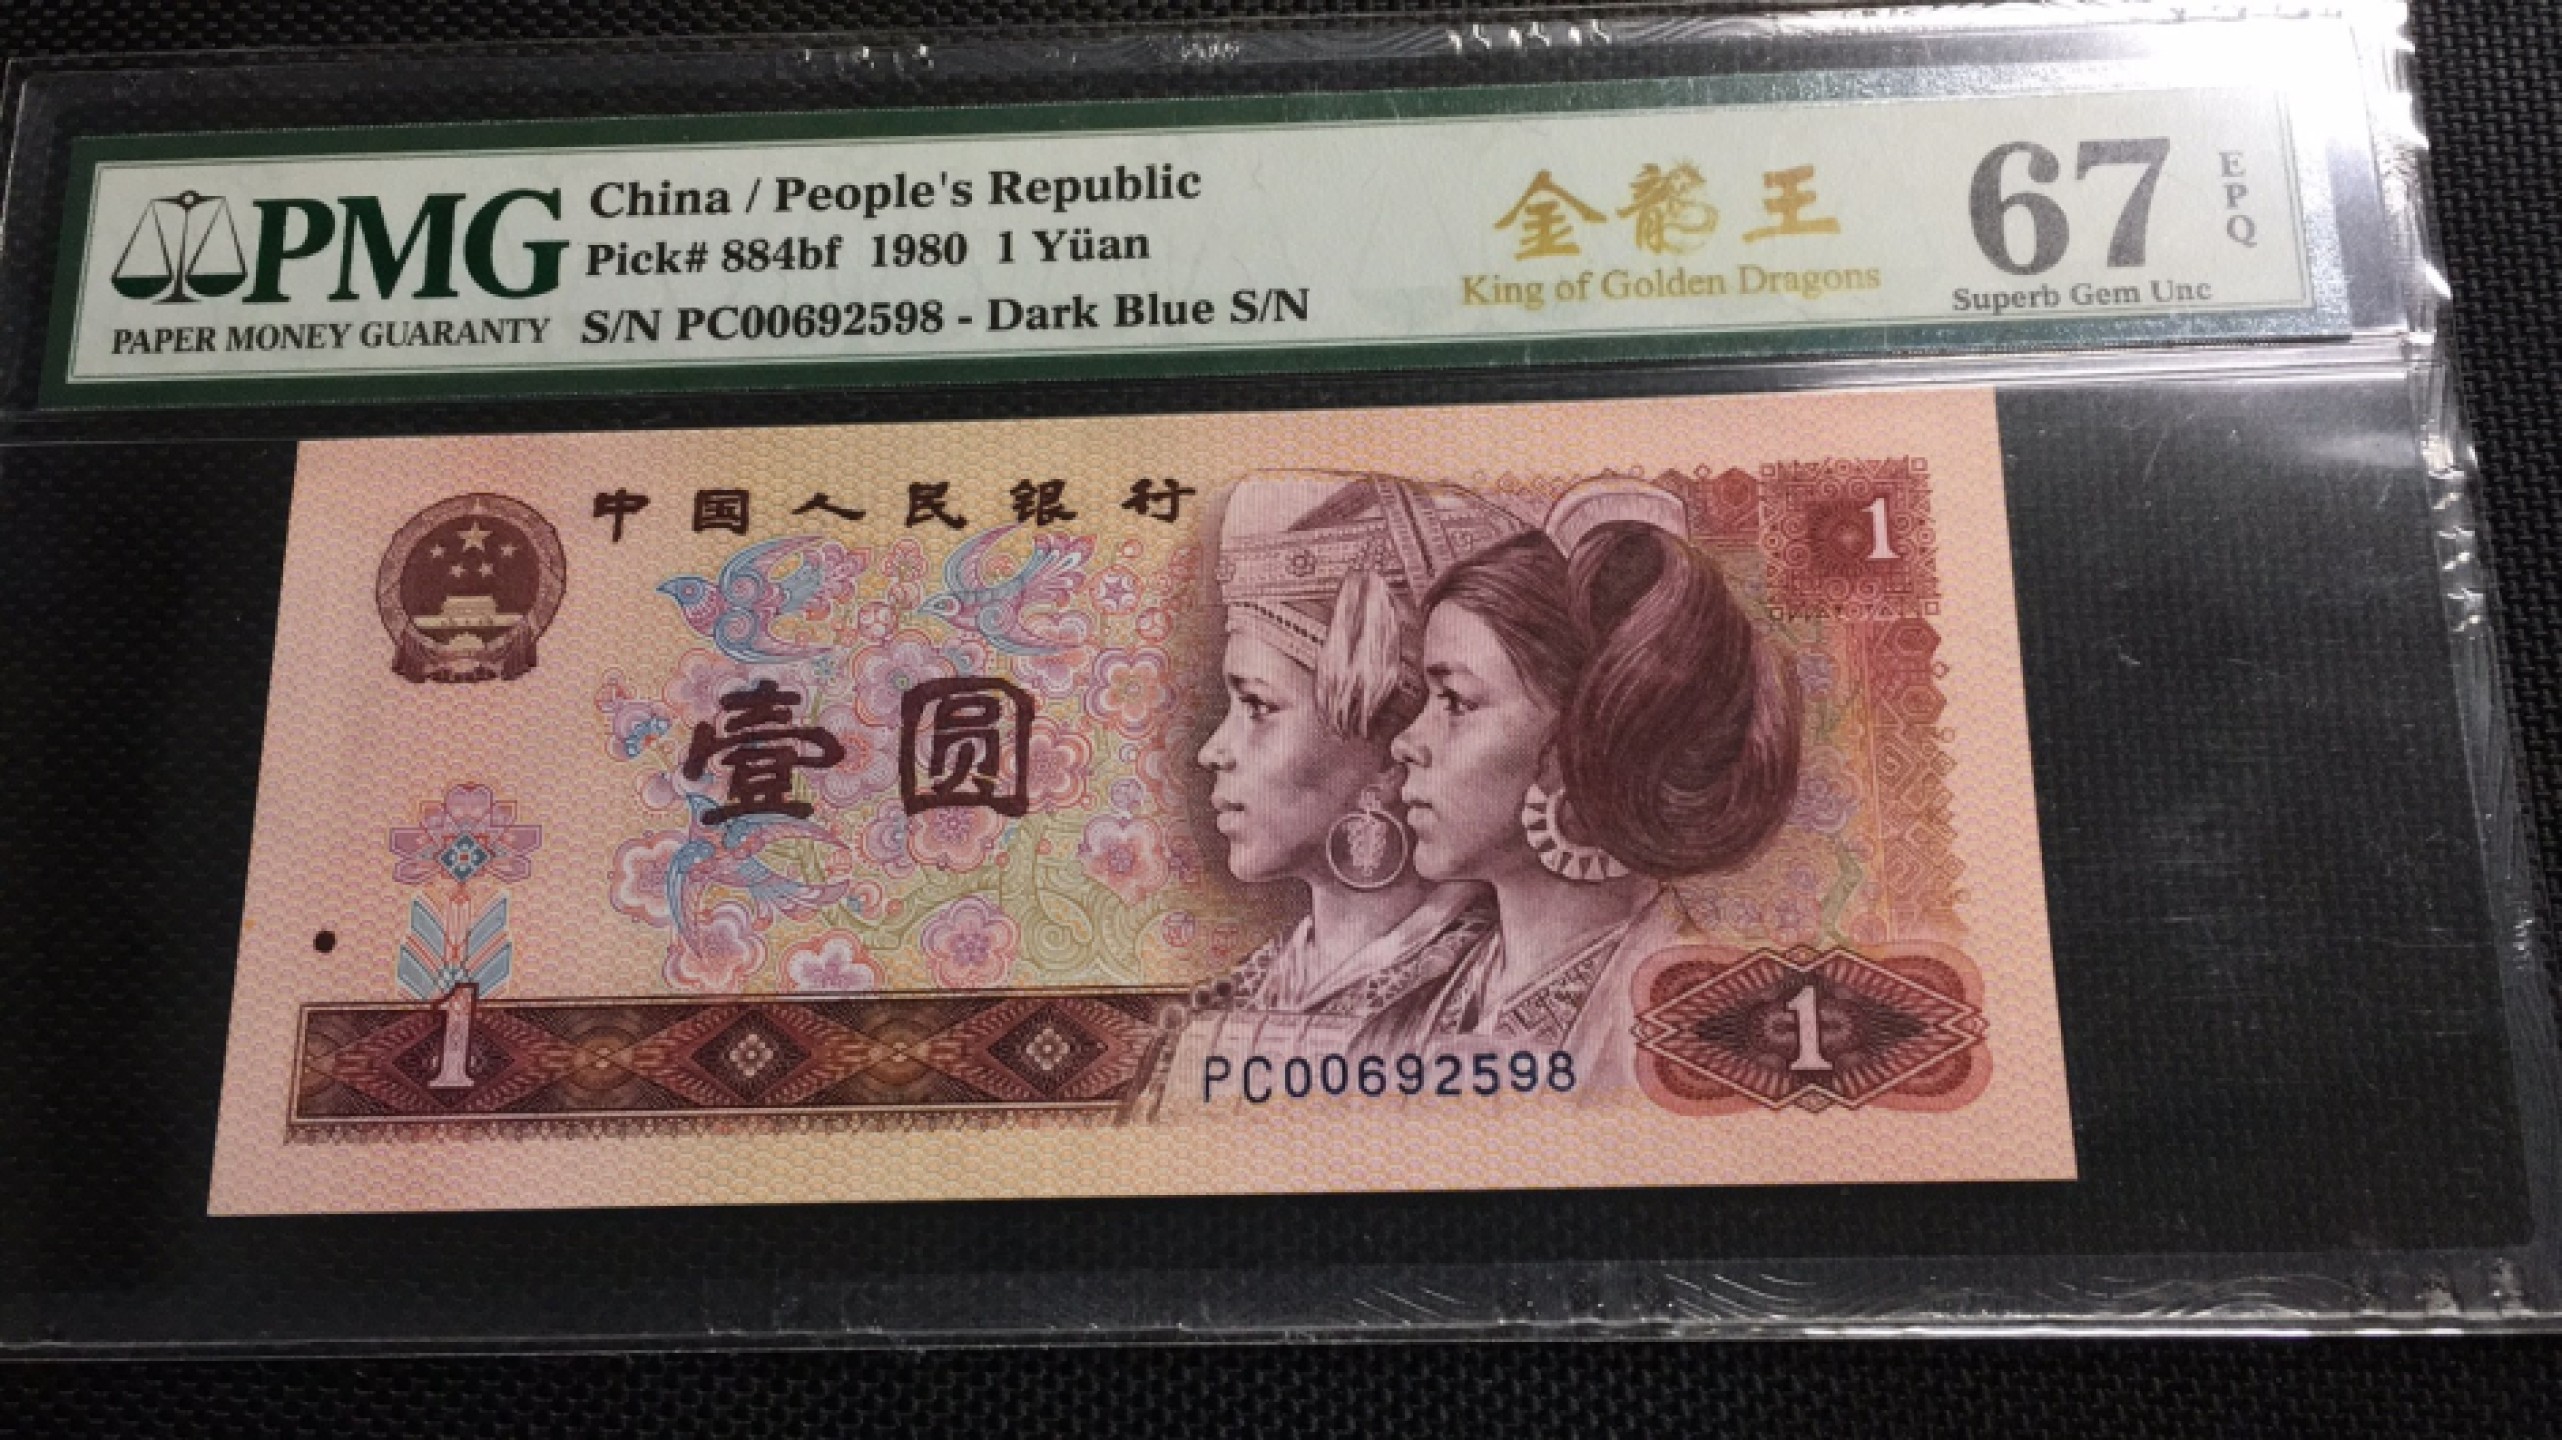 PMG
PAPER MONEY GUARANTY
China / People's Republic
Pick# 884bf 1980 1 Yüan
S/N PC00692598 - Dark Blue S/N
金龍王
King of Golden Dragons
67
EPQ
Superb Gem Unc
中国人民银行
1
壹圆
1
PC00692598
1